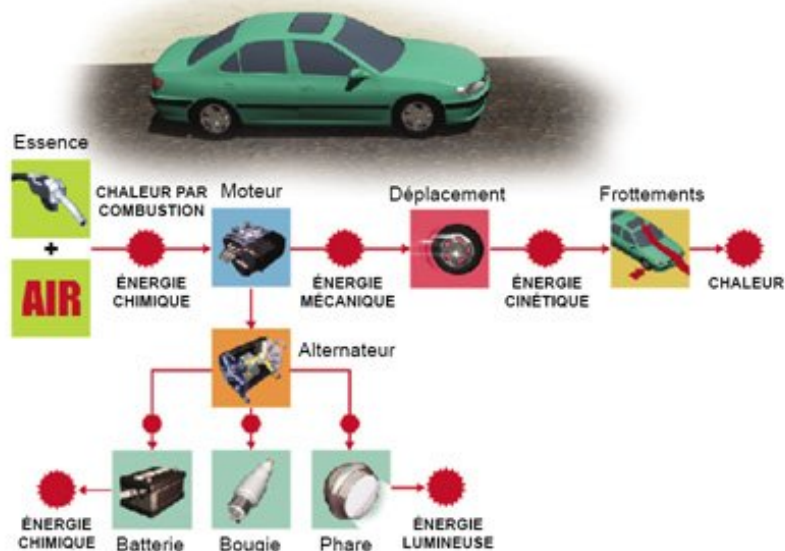 Essence
CHALEUR PAR
COMBUSTION
Moteur
Déplacement
Frottements
+
AIR
ÉNERGIE
CHIMIQUE
ÉNERGIE
MÉCANIQUE
ÉNERGIE
CINÉTIQUE
CHALEUR
Alternateur
ÉNERGIE
CHIMIQUE
Batterie
Bougie
Phare
ÉNERGIE
LUMINEUSE